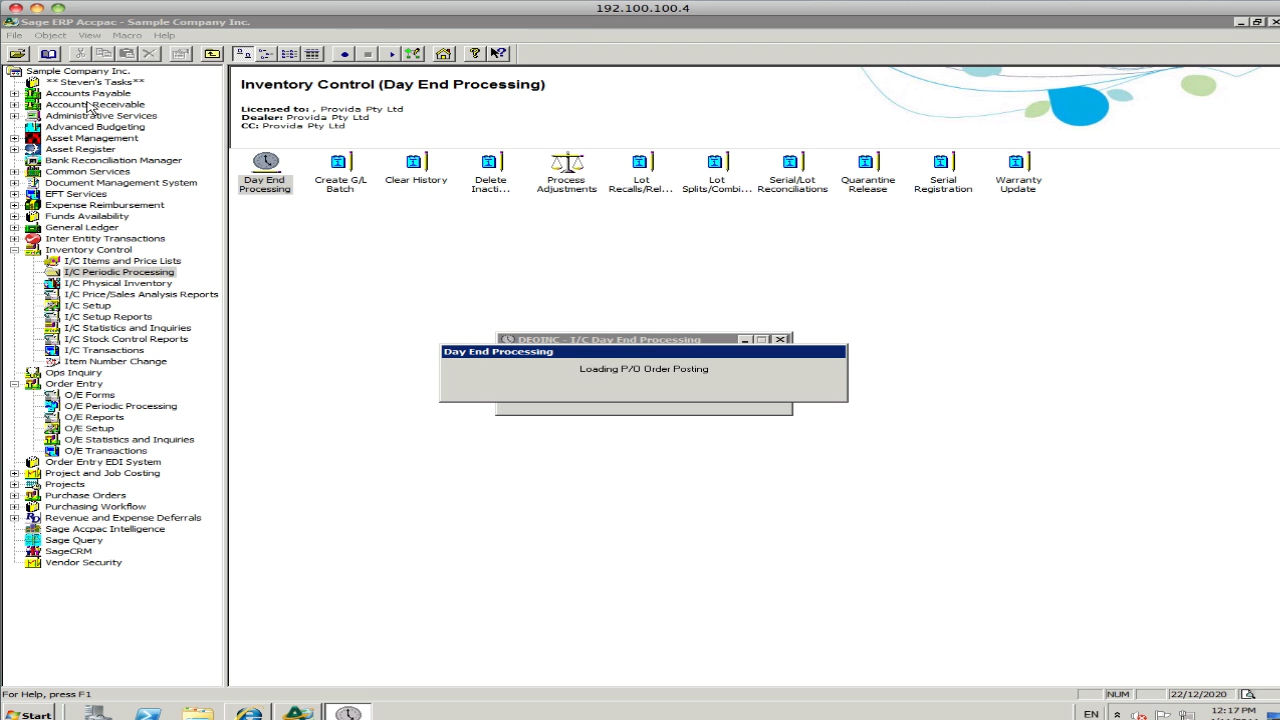 192.100.100.4
Sage ERP Accpac - Sample Company Inc.
File Object View Macro Help
Sample Company Inc.
** Steven's Tasks**
Accounts Payable
Accounts Receivable
Administrative Services
Advanced Budgeting
Asset Management
Asset Register
Bank Reconciliation Manager
Common Services
Document Management System
EFT Services
Expense Reimbursement
Funds Availability
General Ledger
Inter Entity Transactions
Inventory Control
I/C Items and Price Lists
I/C Periodic Processing
I/C Physical Inventory
I/C Price/Sales Analysis Reports
I/C Setup
I/C Setup Reports
I/C Statistics and Inquiries
I/C Stock Control Reports
I/C Transactions
Item Number Change
Ops Inquiry
Order Entry
O/E Forms
O/E Periodic Processing
O/E Reports
O/E Setup
O/E Statistics and Inquiries
O/E Transactions
Order Entry EDI System
Project and Job Costing
Projects
Purchase Orders
Purchasing Workflow
Revenue and Expense Deferrals
Sage Accpac Intelligence
Sage Query
SageCRM
Vendor Security
Inventory Control (Day End Processing)
Licensed to: , Provida Pty Ltd
Dealer: Provida Pty Ltd
CC: Provida Pty Ltd
Day End Processing
Create G/L Batch
Clear History
Delete Inacti...
Process Adjustments
Lot Recalls/Rel...
Lot Splits/Combi...
Serial/Lot Reconciliations
Quarantine Release
Serial Registration
Warranty Update
DEOINC - I/C Day End Processing
Day End Processing
Loading P/O Order Posting
For Help, press F1
NUM
22/12/2020
Start
EN
12:17 PM